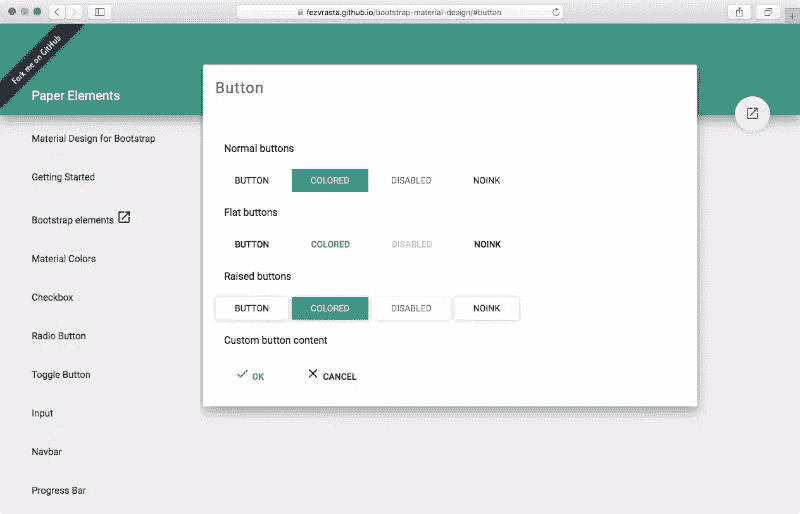 fezvrasta.github.io/bootstrap-material-design/#button
Fork me on GitHub
Paper Elements
Material Design for Bootstrap
Getting Started
Bootstrap elements
Material Colors
Checkbox
Radio Button
Toggle Button
Input
Navbar
Progress Bar
Button
Normal buttons
BUTTON COLORED DISABLED NOINK
Flat buttons
BUTTON COLORED DISABLED NOINK
Raised buttons
BUTTON COLORED DISABLED NOINK
Custom button content
OK CANCEL